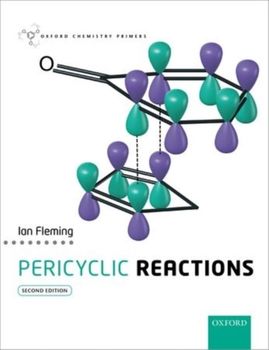 OXFORD CHEMISTRY PRIMERS
O
Ian Fleming
PERICYCLIC REACTIONS
SECOND EDITION
OXFORD